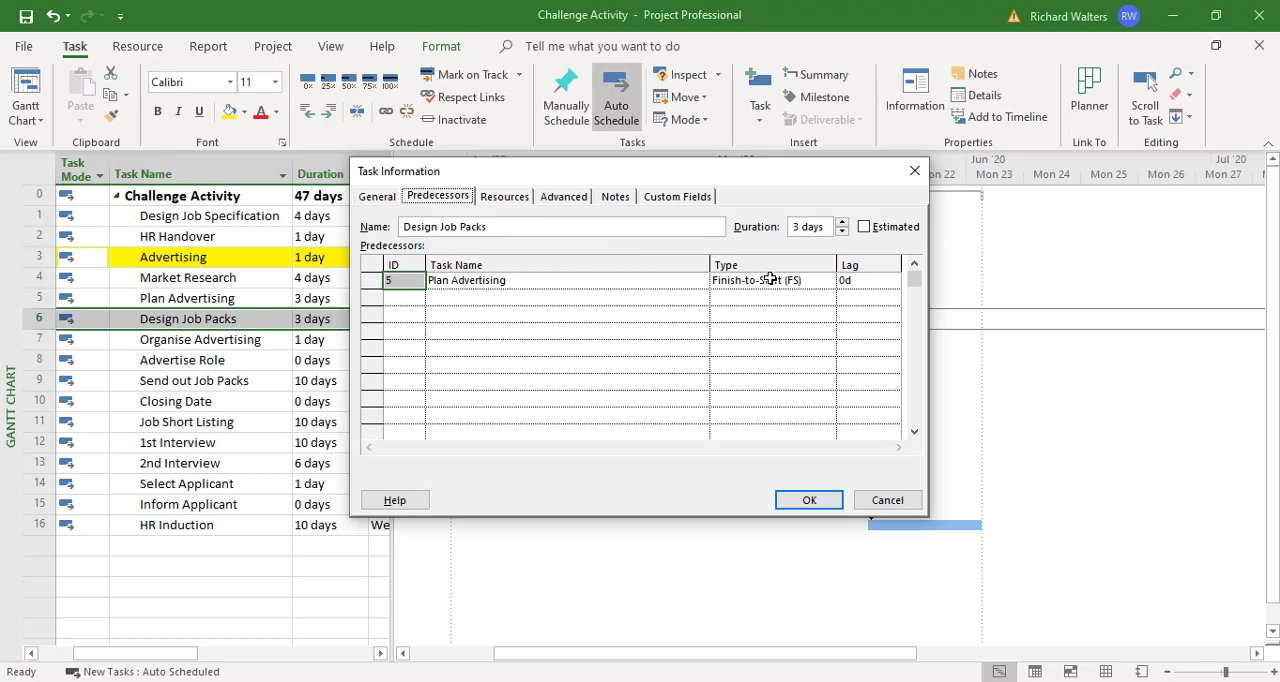 Challenge Activity - Project Professional
Richard Walters RW
File Task Resource Report Project View Help Format Tell me what you want to do
Gantt Chart
View
Paste
Clipboard
Calibri 11
B I U A
Font
0% 25% 50% 75% 100%
Mark on Track
Respect Links
Inactivate
Schedule
Manually Schedule
Auto Schedule
Inspect
Move
Mode
Tasks
Task
Summary
Milestone
Deliverable
Insert
Information
Notes
Details
Add to Timeline
Properties
Planner
Link To
Scroll to Task
Editing
Task Mode Task Name Duration
0 Challenge Activity 47 days
1 Design Job Specification 4 days
2 HR Handover 1 day
3 Advertising 1 day
4 Market Research 4 days
5 Plan Advertising 3 days
6 Design Job Packs 3 days
7 Organise Advertising 1 day
8 Advertise Role 0 days
9 Send out Job Packs 10 days
10 Closing Date 0 days
11 Job Short Listing 10 days
12 1st Interview 10 days
13 2nd Interview 6 days
14 Select Applicant 1 day
15 Inform Applicant 0 days
16 HR Induction 10 days We
GANTT CHART
Jun '20 Jul '20
22 Mon 23 Mon 24 Mon 25 Mon 26 Mon 27 Mon
Task Information
General Predecessors Resources Advanced Notes Custom Fields
Name: Design Job Packs Duration: 3 days Estimated
Predecessors:
ID Task Name Type Lag
5 Plan Advertising Finish-to-Start (FS) 0d
Help OK Cancel
Ready New Tasks : Auto Scheduled